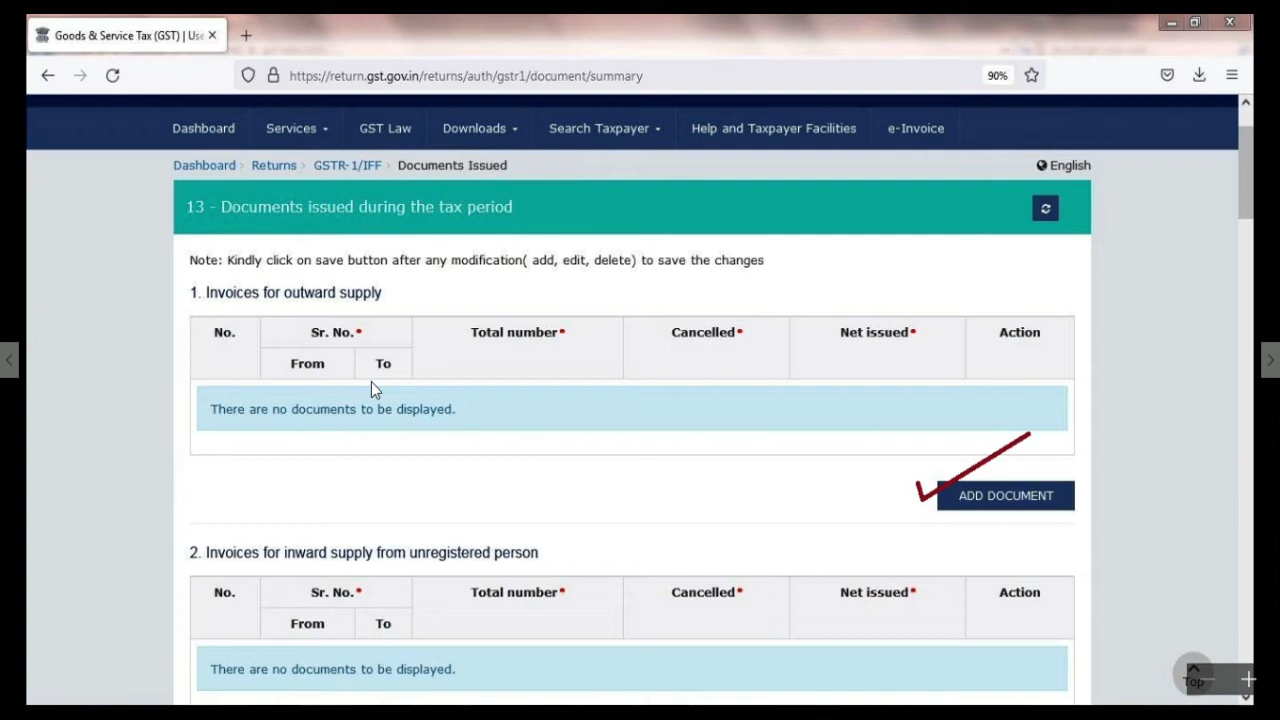 Goods & Service Tax (GST) | Use
https://return.gst.gov.in/returns/auth/gstr1/document/summary
90%
Dashboard Services GST Law Downloads Search Taxpayer Help and Taxpayer Facilities e-Invoice
Dashboard > Returns > GSTR-1/IFF > Documents Issued English
13 - Documents issued during the tax period
Note: Kindly click on save button after any modification( add, edit, delete) to save the changes
1. Invoices for outward supply
No. Sr. No.• Total number• Cancelled• Net issued• Action
From To
There are no documents to be displayed.
ADD DOCUMENT
2. Invoices for inward supply from unregistered person
No. Sr. No.• Total number• Cancelled• Net issued• Action
From To
There are no documents to be displayed.
Top